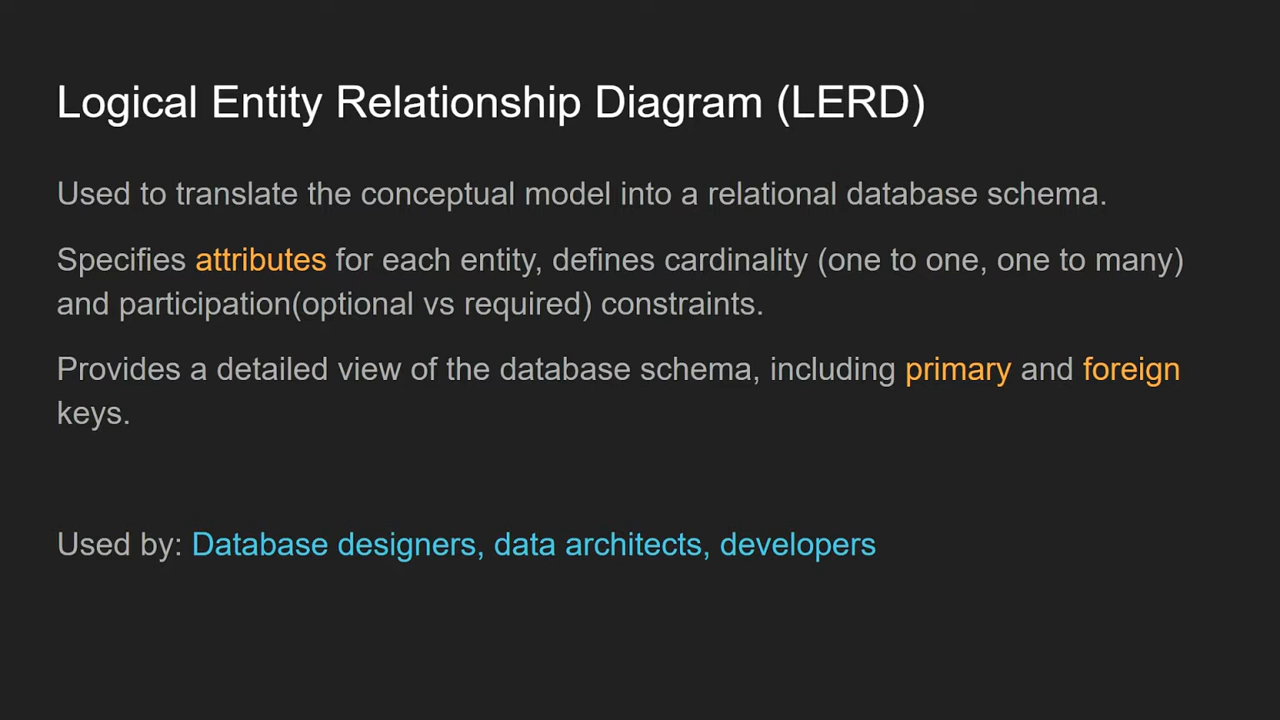 Logical Entity Relationship Diagram (LERD)
Used to translate the conceptual model into a relational database schema.
Specifies attributes for each entity, defines cardinality (one to one, one to many)
and participation(optional vs required) constraints.
Provides a detailed view of the database schema, including primary and foreign
keys.
Used by: Database designers, data architects, developers